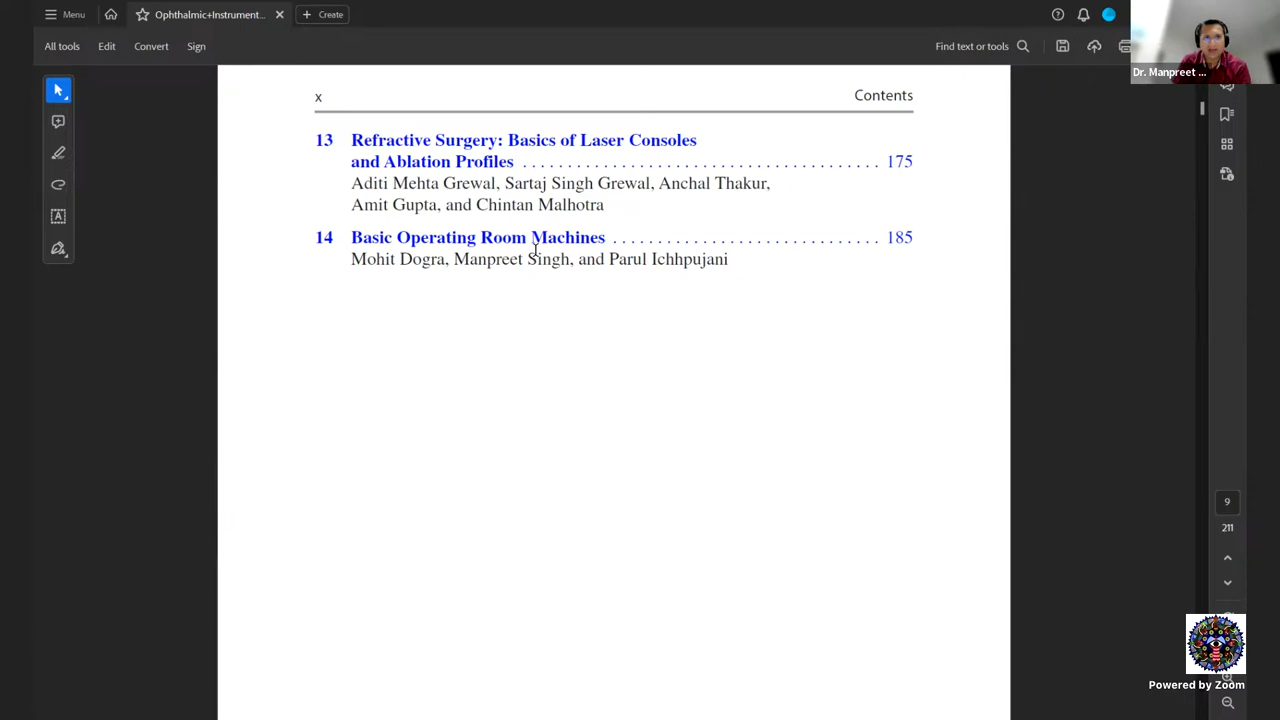 Menu
Ophthalmic+Instrument...
Create
All tools
Edit
Convert
Sign
Find text or tools
Dr. Manpreet ...
x
Contents
13 Refractive Surgery: Basics of Laser Consoles
and Ablation Profiles . . . . . . . . . . . . . . . . . . . . . . . . . . . . . . . . . . . . . . . 175
Aditi Mehta Grewal, Sartaj Singh Grewal, Anchal Thakur,
Amit Gupta, and Chintan Malhotra
14 Basic Operating Room Machines . . . . . . . . . . . . . . . . . . . . . . . . . . . . . 185
Mohit Dogra, Manpreet Singh, and Parul Ichhpujani
9
211
Powered by Zoom